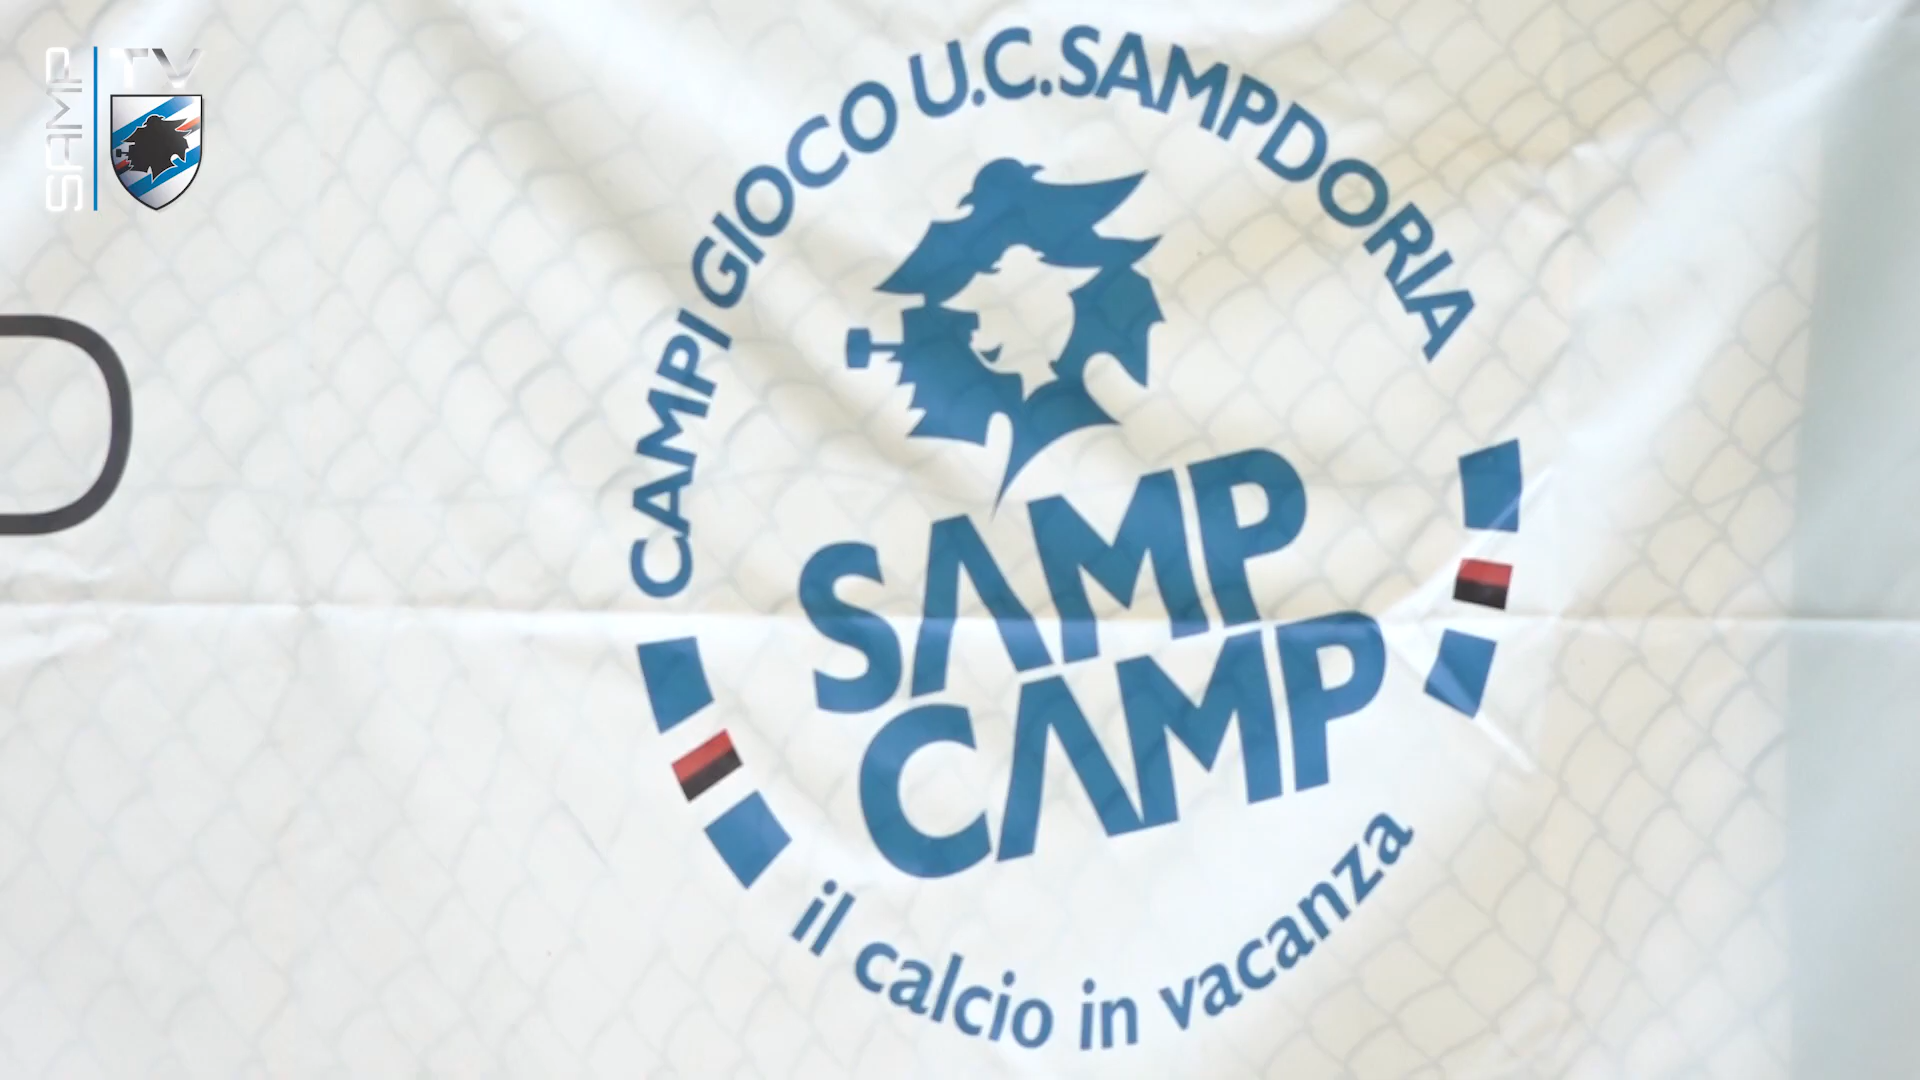 SAMP
TV
CAMPI GIOCO U.C. SAMPDORIA
SAMP
CAMP
il calcio in vacanza